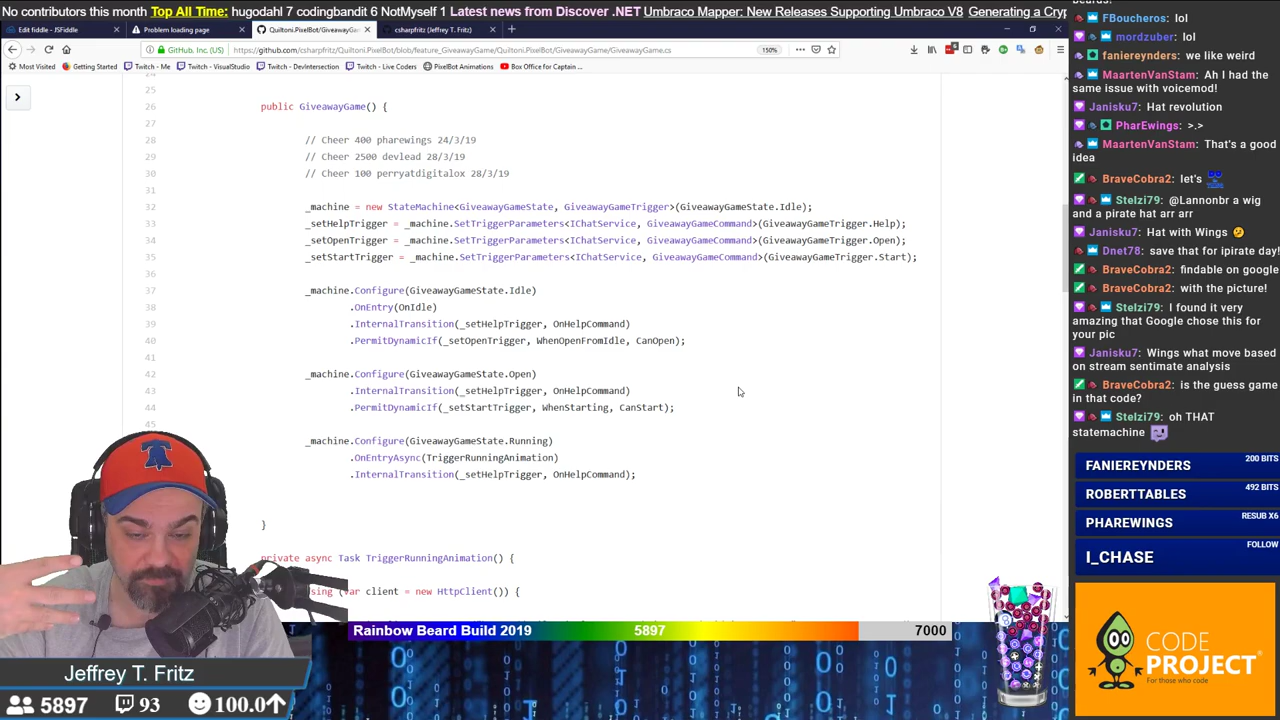 No contributors this month Top All Time: hugodahl 7 codingbandit 6 NotMyself 1 Latest news from Discover .NET Umbraco Mapper: New Releases Supporting Umbraco V8 Generating a Cryp
Edit fiddle - JSFiddle
Problem loading page
Quiltoni.PixelBot/GiveawayGam
csharpfritz (Jeffrey T. Fritz)
GitHub, Inc. (US)
https://github.com/csharpfritz/Quiltoni.PixelBot/blob/feature_GiveawayGame/Quiltoni.PixelBot/GiveawayGame/GiveawayGame.cs
150%
Most Visited
Getting Started
Twitch - Me
Twitch - VisualStudio
Twitch - DevIntersection
Twitch - Live Coders
PixelBot Animations
Box Office for Captain ...
24
25
26 public GiveawayGame() {
27
28 // Cheer 400 pharewings 24/3/19
29 // Cheer 2500 devlead 28/3/19
30 // Cheer 100 perryatdigitalox 28/3/19
31
32 _machine = new StateMachine<GiveawayGameState, GiveawayGameTrigger>(GiveawayGameState.Idle);
33 _setHelpTrigger = _machine.SetTriggerParameters<IChatService, GiveawayGameCommand>(GiveawayGameTrigger.Help);
34 _setOpenTrigger = _machine.SetTriggerParameters<IChatService, GiveawayGameCommand>(GiveawayGameTrigger.Open);
35 _setStartTrigger = _machine.SetTriggerParameters<IChatService, GiveawayGameCommand>(GiveawayGameTrigger.Start);
36
37 _machine.Configure(GiveawayGameState.Idle)
38 .OnEntry(OnIdle)
39 .InternalTransition(_setHelpTrigger, OnHelpCommand)
40 .PermitDynamicIf(_setOpenTrigger, WhenOpenFromIdle, CanOpen);
41
42 _machine.Configure(GiveawayGameState.Open)
43 .InternalTransition(_setHelpTrigger, OnHelpCommand)
44 .PermitDynamicIf(_setStartTrigger, WhenStarting, CanStart);
45
_machine.Configure(GiveawayGameState.Running)
.OnEntryAsync(TriggerRunningAnimation)
.InternalTransition(_setHelpTrigger, OnHelpCommand);
}
private async Task TriggerRunningAnimation() {
sing (var client = new HttpClient()) {
beards!
FBoucheros: lol
mordzuber: lol
faniereynders: we like weird
MaartenVanStam: Ah I had the
same issue with voicemod!
Janisku7: Hat revolution
PharEwings: >.>
MaartenVanStam: That's a good
idea
BraveCobra2: let's
Stelzi79: @Lannonbr a wig
and a pirate hat arr arr
Janisku7: Hat with Wings
Dnet78: save that for ipirate day!
BraveCobra2: findable on google
BraveCobra2: with the picture!
Stelzi79: I found it very
amazing that Google chose this for
your pic
Janisku7: Wings what move based
on stream sentimate analysis
BraveCobra2: is the guess game
in that code?
Stelzi79: oh THAT
statemachine
FANIEREYNDERS 200 BITS
ROBERTTABLES 492 BITS
PHAREWINGS RESUB X6
I_CHASE FOLLOW
CODE
PROJECT
For those who code
Rainbow Beard Build 2019 5897 7000
Jeffrey T. Fritz
5897 93 100.0